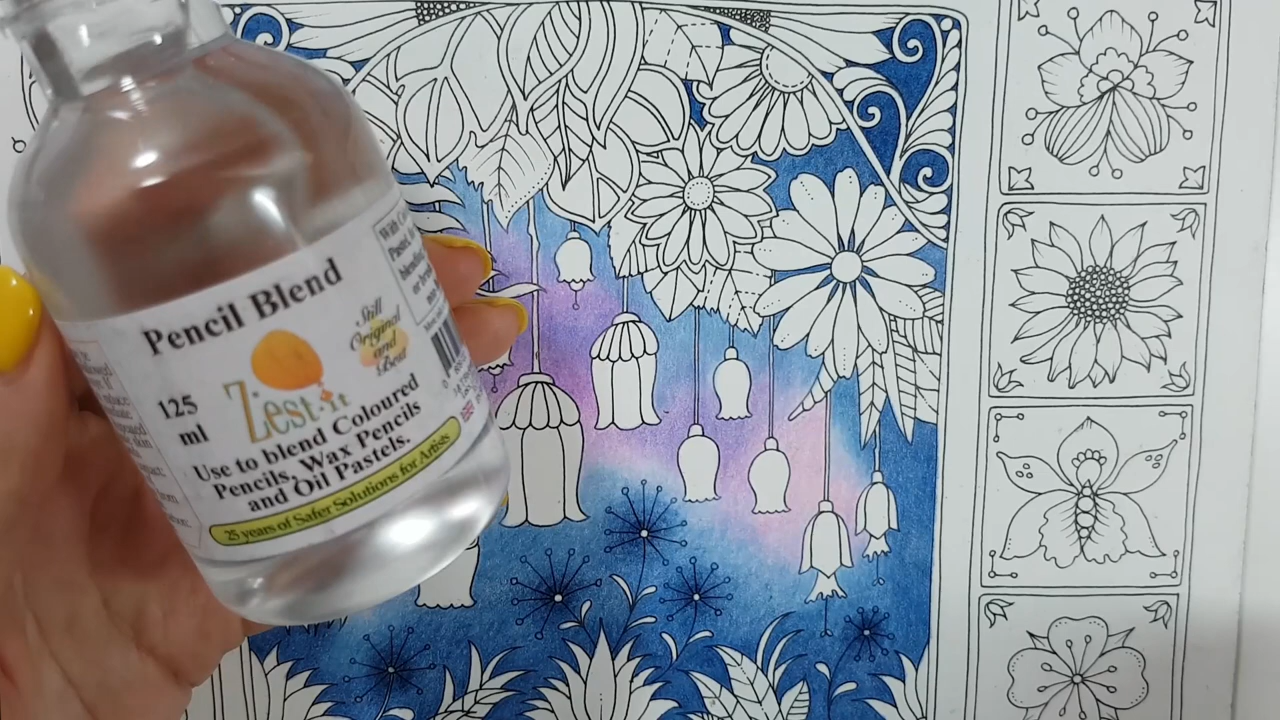 Pencil Blend
125
ml
Zest-it
Still
Original
and
Best
Use to blend Coloured
Pencils, Wax Pencils
and Oil Pastels.
25 years of Safer Solutions for Artists